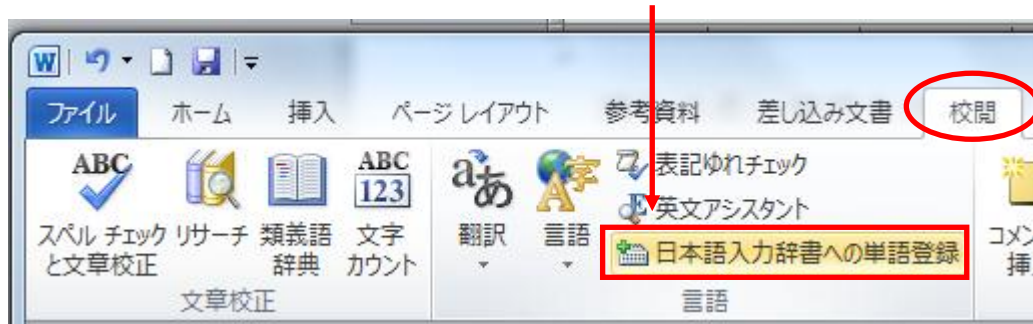 W
ファイル ホーム 挿入 ページ レイアウト 参考資料 差し込み文書 校閲
ABC
スペル チェック
と文章校正
リサーチ
類義語
辞典
ABC
123
文字
カウント
文章校正
aあ
翻訳
A字
言語
表記ゆれチェック
英文アシスタント
日本語入力辞書への単語登録
言語
コメン
挿